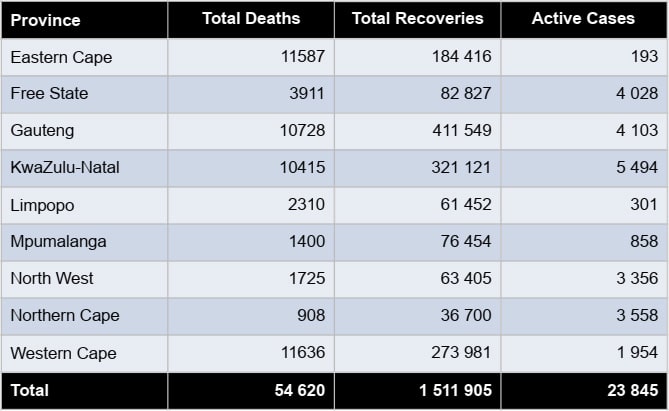 Province Total Deaths Total Recoveries Active Cases
Eastern Cape 11587 184 416 193
Free State 3911 82 827 4 028
Gauteng 10728 411 549 4 103
KwaZulu-Natal 10415 321 121 5 494
Limpopo 2310 61 452 301
Mpumalanga 1400 76 454 858
North West 1725 63 405 3 356
Northern Cape 908 36 700 3 558
Western Cape 11636 273 981 1 954
Total 54 620 1 511 905 23 845